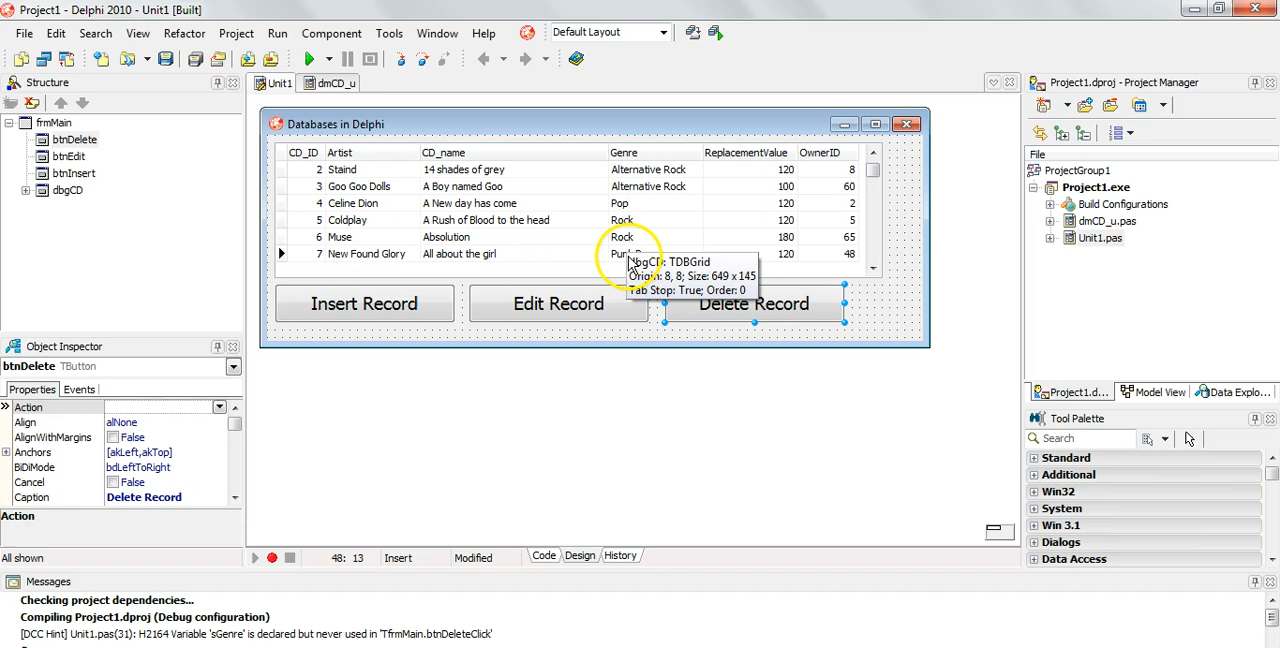 Project1 - Delphi 2010 - Unit1 [Built]
File Edit Search View Refactor Project Run Component Tools Window Help Default Layout
Structure
frmMain
btnDelete
btnEdit
btnInsert
dbgCD
Object Inspector
btnDelete TButton
Properties Events
Action
Align alNone
AlignWithMargins False
Anchors [akLeft,akTop]
BiDiMode bdLeftToRight
Cancel False
Caption Delete Record
Action
All shown
Unit1 dmCD_u
Databases in Delphi
CD_ID Artist CD_name Genre ReplacementValue OwnerID
2 Staind 14 shades of grey Alternative Rock 120 8
3 Goo Goo Dolls A Boy named Goo Alternative Rock 100 60
4 Celine Dion A New day has come Pop 120 2
5 Coldplay A Rush of Blood to the head Rock 120 5
6 Muse Absolution Rock 180 65
7 New Found Glory All about the girl 120 48
dbgCD: TDBGrid
Origin: 8, 8; Size: 649 x 145
Tab Stop: True; Order: 0
Insert Record Edit Record Delete Record
48: 13 Insert Modified Code Design History
Project1.dproj - Project Manager
File
ProjectGroup1
Project1.exe
Build Configurations
dmCD_u.pas
Unit1.pas
Project1.d... Model View Data Explo...
Tool Palette
Search
Standard
Additional
Win32
System
Win 3.1
Dialogs
Data Access
Messages
Checking project dependencies...
Compiling Project1.dproj (Debug configuration)
[DCC Hint] Unit1.pas(31): H2164 Variable 'sGenre' is declared but never used in 'TfrmMain.btnDeleteClick'